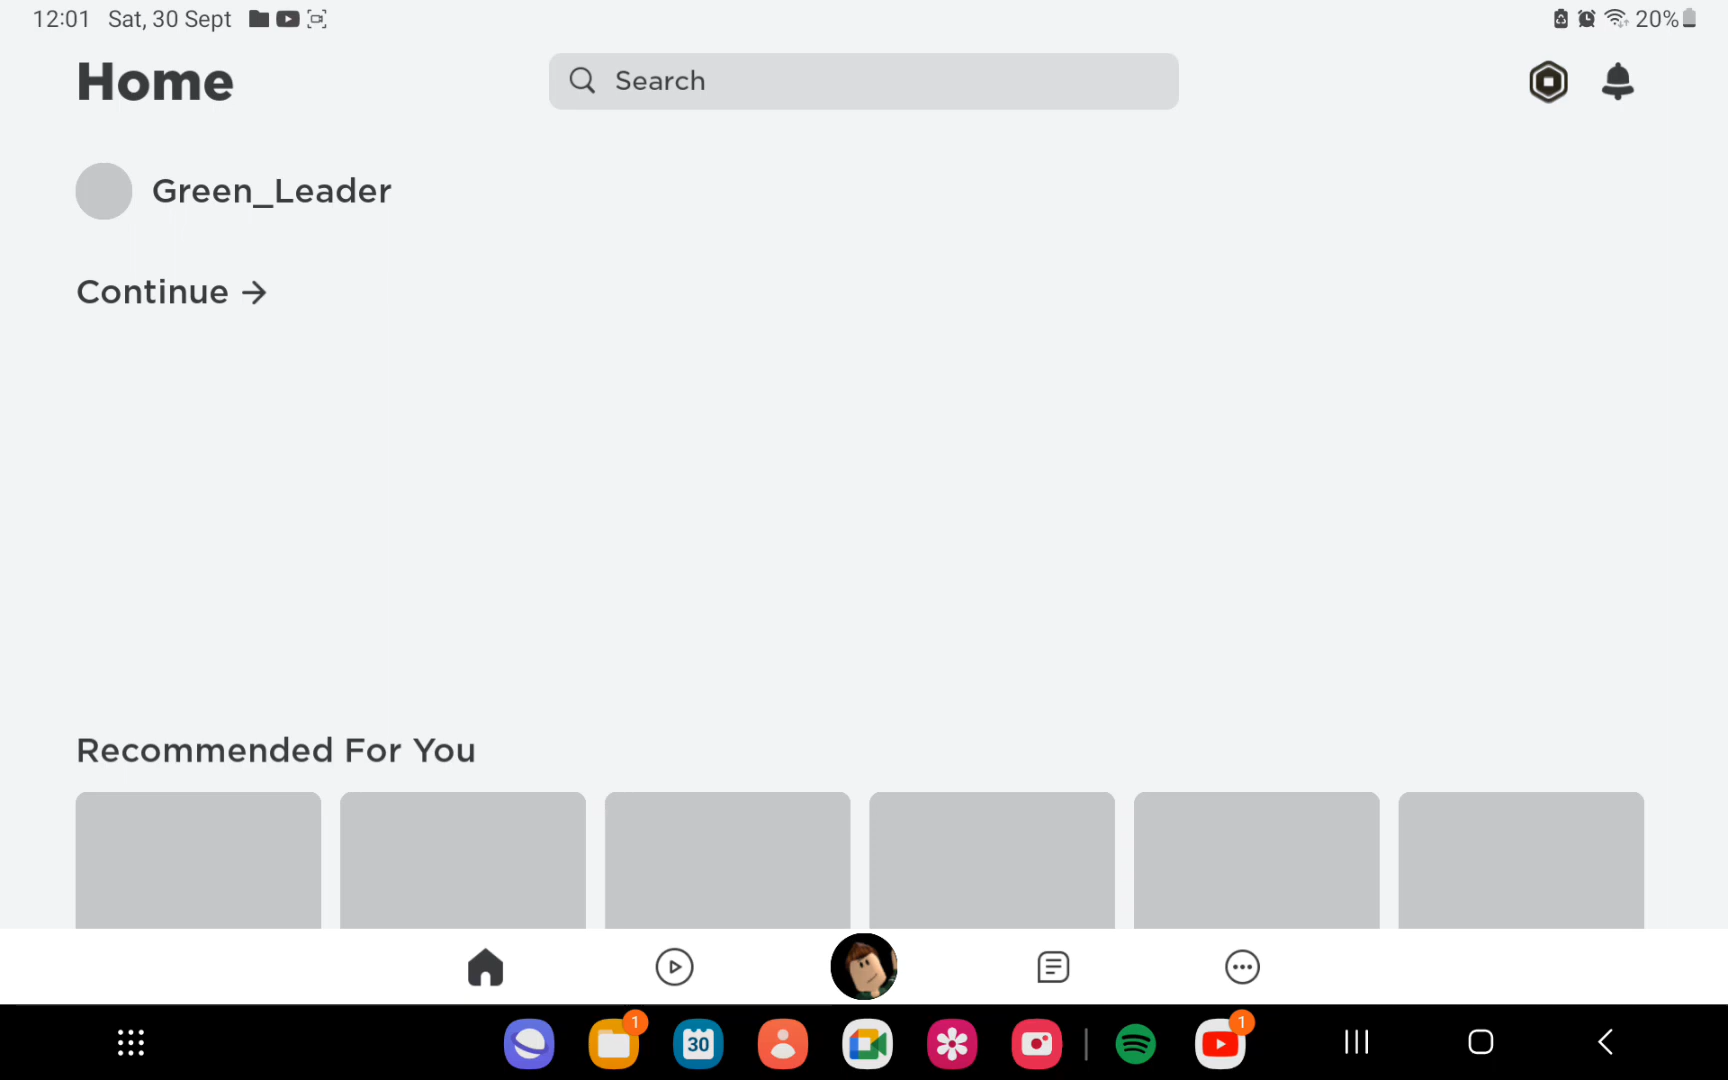 12:01 Sat, 30 Sept 20%
Home
Search
Green_Leader
Continue →
Recommended For You
1
30
1